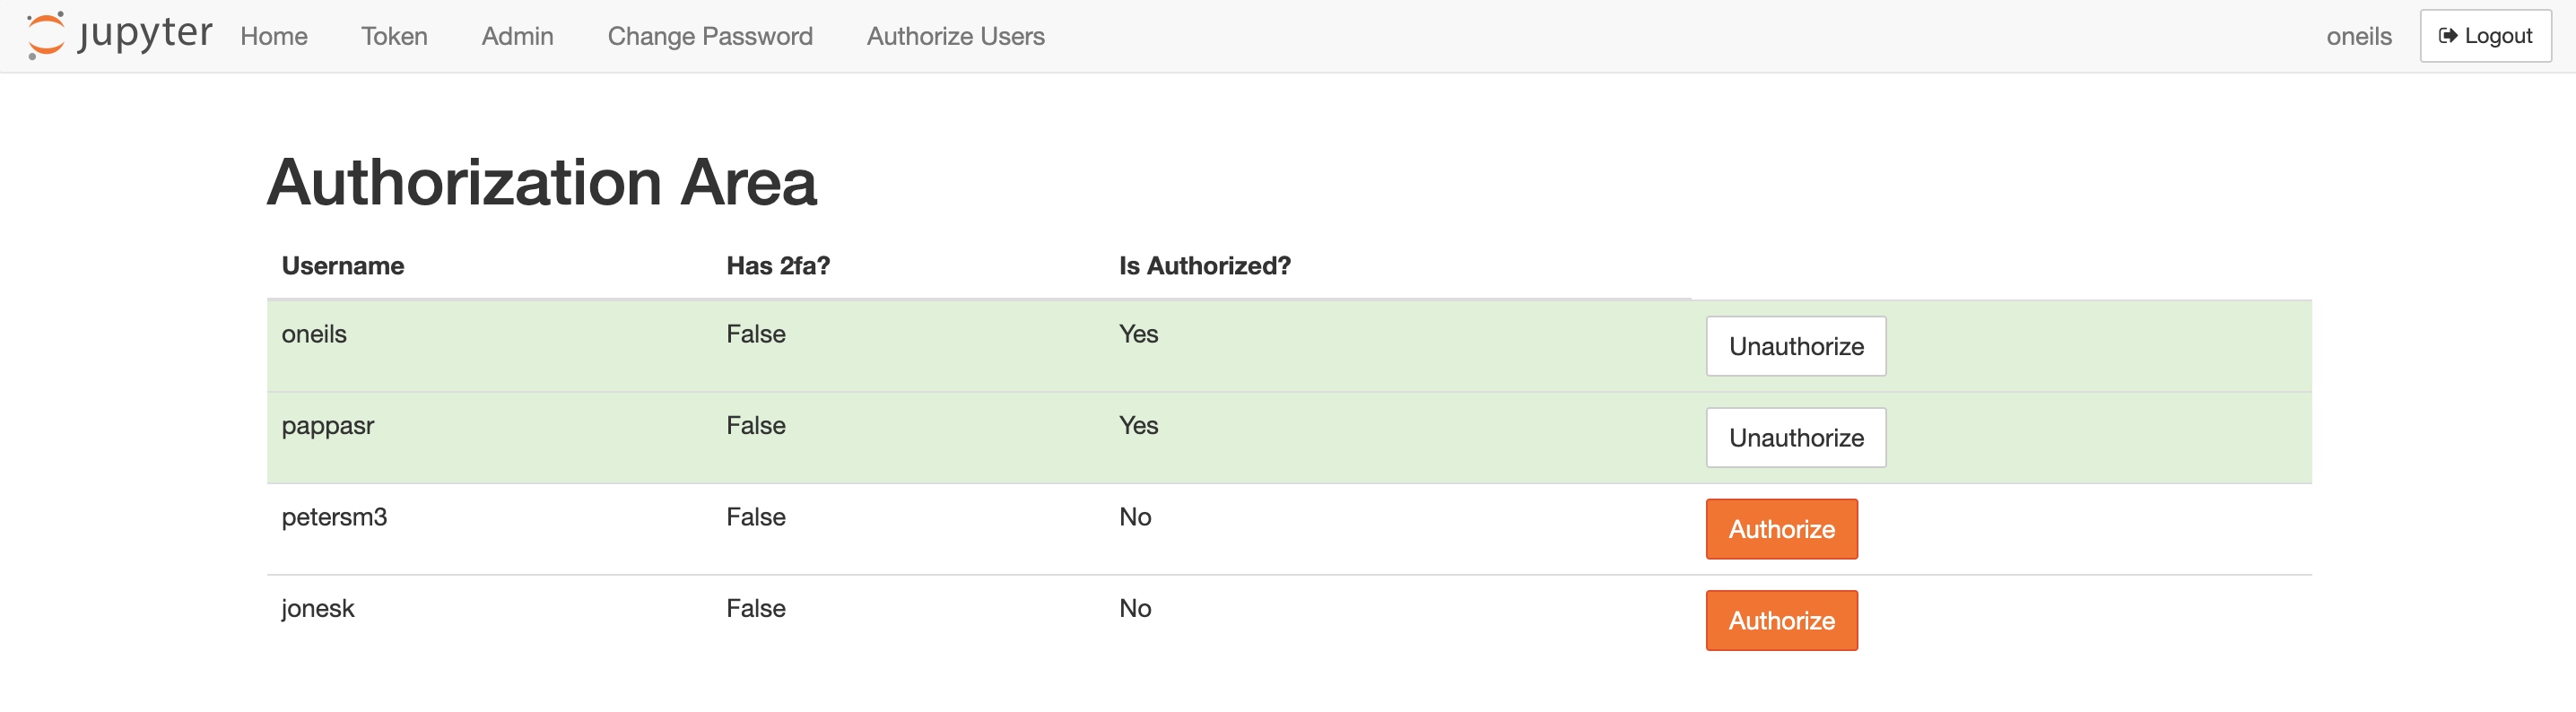 jupyter Home Token Admin Change Password Authorize Users oneils Logout
Authorization Area
Username Has 2fa? Is Authorized?
oneils False Yes Unauthorize
pappasr False Yes Unauthorize
petersm3 False No Authorize
jonesk False No Authorize